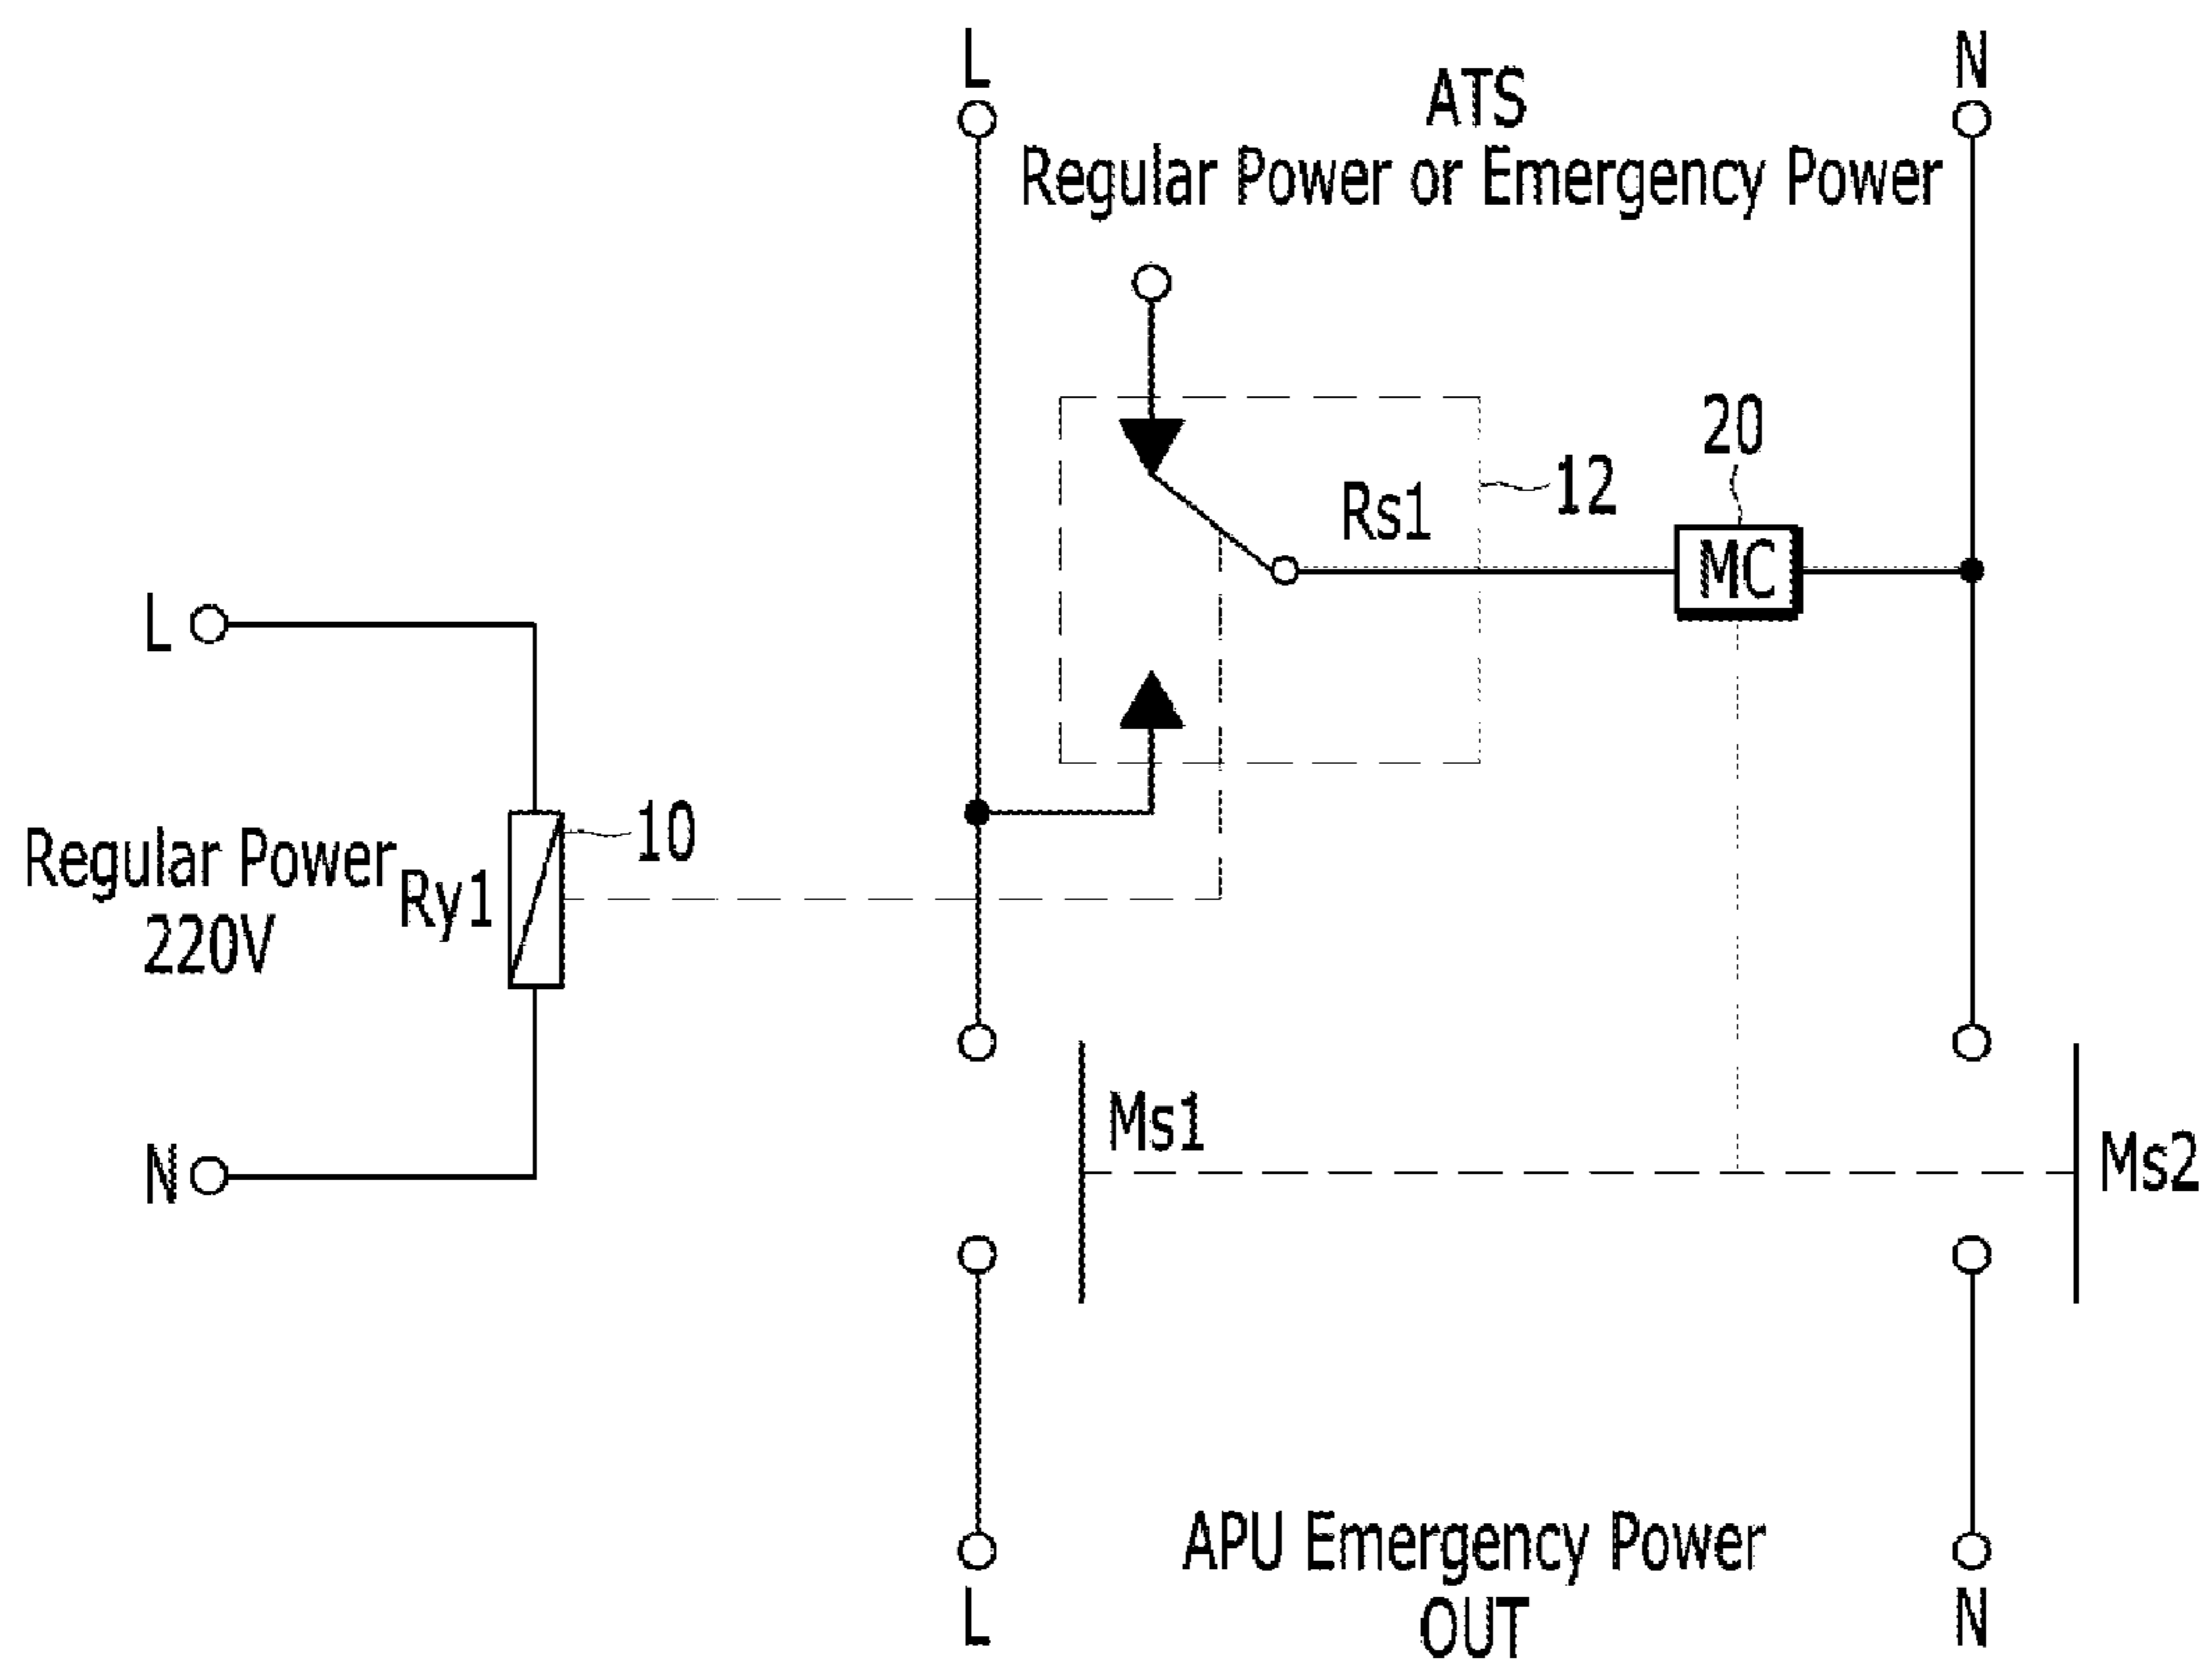 L
N
ATS
Regular Power or Emergency Power
20
12
Rs1
MC
L
10
Regular Power
Ry1
220V
Ms1
Ms2
N
APU Emergency Power
OUT
L
N